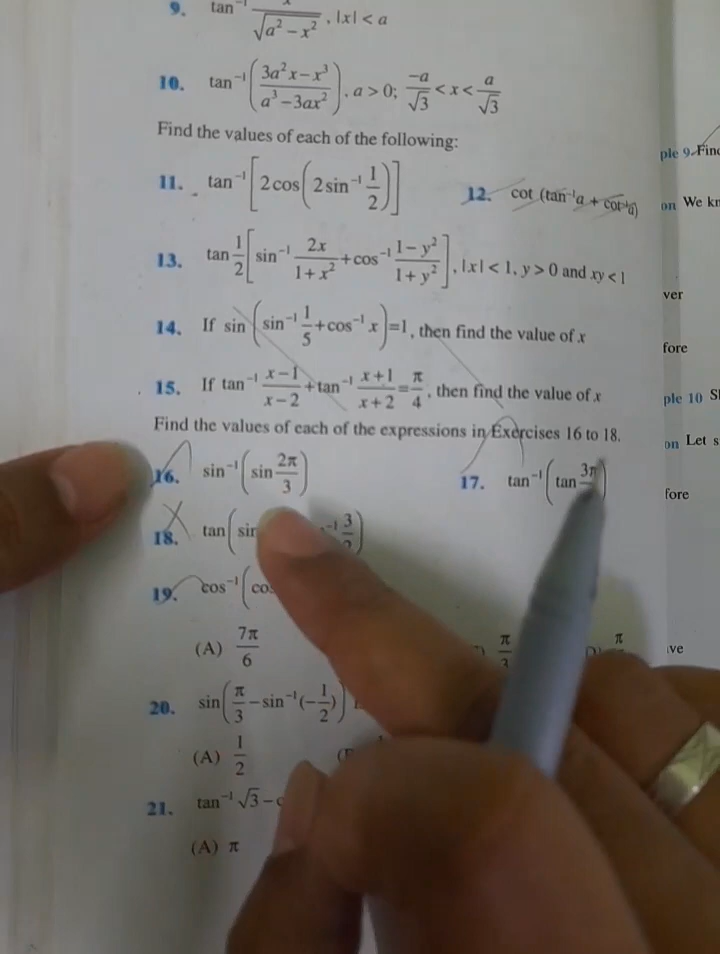 9. tan⁻¹ x/√(a² − x²), |x| < a
10. tan⁻¹((3a²x − x³)/(a³ − 3ax²)), a > 0; −a/√3 < x < a/√3
Find the values of each of the following:
ple 9 Find
11. tan⁻¹[2 cos(2 sin⁻¹ 1/2)] 12. cot (tan⁻¹a + cot⁻¹a)
on We kn
13. tan 1/2[sin⁻¹ 2x/(1 + x²) + cos⁻¹ (1 − y²)/(1 + y²)], |x| < 1, y > 0 and xy < 1
ver
14. If sin(sin⁻¹ 1/5 + cos⁻¹ x) = 1, then find the value of x
fore
15. If tan⁻¹ (x − 1)/(x − 2) + tan⁻¹ (x + 1)/(x + 2) = π/4, then find the value of x
ple 10 S
Find the values of each of the expressions in Exercises 16 to 18.
on Let s
16. sin⁻¹(sin 2π/3) 17. tan⁻¹(tan 3π )
fore
18. tan(sin ⁻¹ 3/2)
19. cos⁻¹(cos
(A) 7π/6 π/3 π
ve
20. sin(π/3 − sin⁻¹(−1/2))
(A) 1/2
21. tan⁻¹ √3 −
(A) π